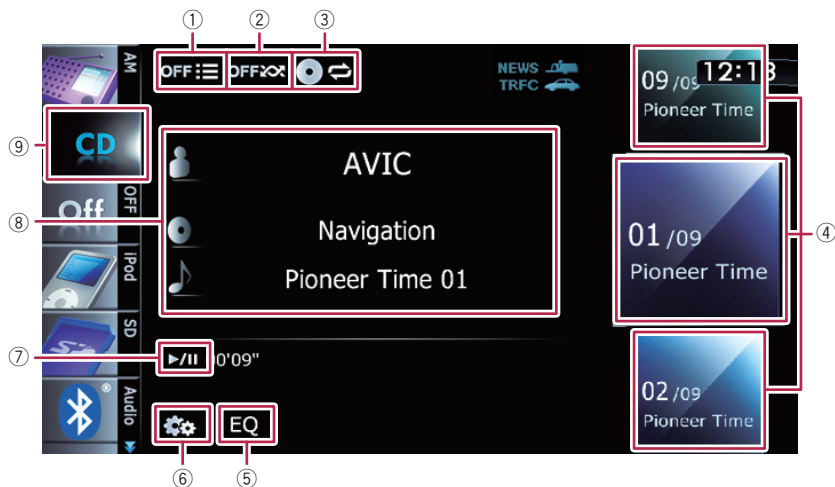 ① ② ③
AM
OFF OFF
NEWS
TRFC
09/09 12:13
Pioneer Time
⑨ CD
AVIC
OFF
Off
⑧ Navigation
01/09 ④
Pioneer Time
iPod
Pioneer Time 01
SD
⑦ ►/II 00'09"
02/09
Pioneer Time
Audio
®
EQ
⑥ ⑤